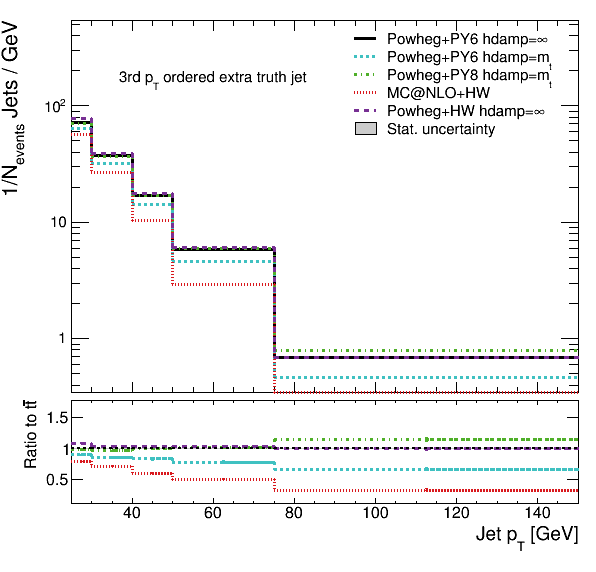 1/N_events Jets / GeV
3rd p_T ordered extra truth jet
Powheg+PY6 hdamp=∞
Powheg+PY6 hdamp=m_t
Powheg+PY8 hdamp=m_t
MC@NLO+HW
Powheg+HW hdamp=∞
Stat. uncertainty
10²
10
1
Ratio to tt̄
1.5
1
0.5
40 60 80 100 120 140
Jet p_T [GeV]